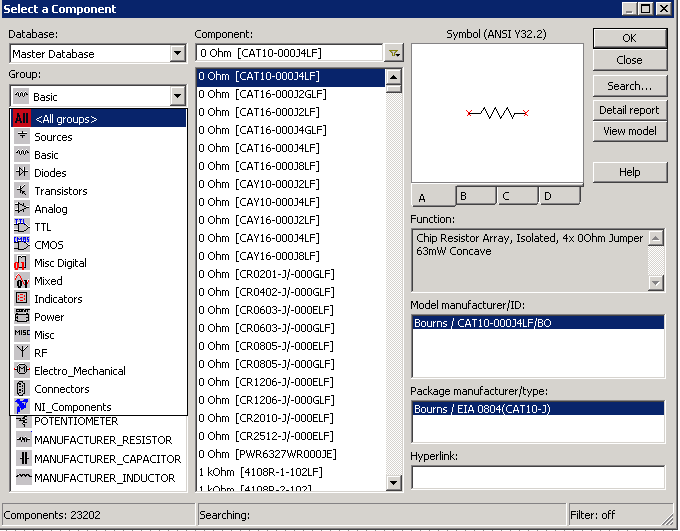 Select a Component
Database:
Master Database
Group:
Basic
All <All groups>
Sources
Basic
Diodes
Transistors
Analog
TTL TTL
CMOS CMOS
Misc Digital
Mixed
Indicators
Power
MISC Misc
RF
Electro_Mechanical
Connectors
NI_Components
POTENTIOMETER
MANUFACTURER_RESISTOR
MANUFACTURER_CAPACITOR
MANUFACTURER_INDUCTOR
Component:
0 Ohm [CAT10-000J4LF]
0 Ohm [CAT10-000J4LF]
0 Ohm [CAT16-000J2GLF]
0 Ohm [CAT16-000J2LF]
0 Ohm [CAT16-000J4GLF]
0 Ohm [CAT16-000J4LF]
0 Ohm [CAT16-000J8LF]
0 Ohm [CAY10-000J2LF]
0 Ohm [CAY10-000J4LF]
0 Ohm [CAY16-000J2LF]
0 Ohm [CAY16-000J4LF]
0 Ohm [CAY16-000J8LF]
0 Ohm [CR0201-J/-000GLF]
0 Ohm [CR0402-J/-000GLF]
0 Ohm [CR0603-J/-000ELF]
0 Ohm [CR0603-J/-000GLF]
0 Ohm [CR0805-J/-000ELF]
0 Ohm [CR0805-J/-000GLF]
0 Ohm [CR1206-J/-000ELF]
0 Ohm [CR1206-J/-000GLF]
0 Ohm [CR2010-J/-000ELF]
0 Ohm [CR2512-J/-000ELF]
0 Ohm [PWR6327WR000JE]
1 kOhm [4108R-1-102LF]
1 kOhm [4116R-2-102]
Symbol (ANSI Y32.2)
A B C D
Function:
Chip Resistor Array, Isolated, 4x 0Ohm Jumper
63mW Concave
Model manufacturer/ID:
Bourns / CAT10-000J4LF/BO
Package manufacturer/type:
Bourns / EIA 0804(CAT10-J)
Hyperlink:
OK
Close
Search...
Detail report
View model
Help
Components: 23202
Searching:
Filter: off